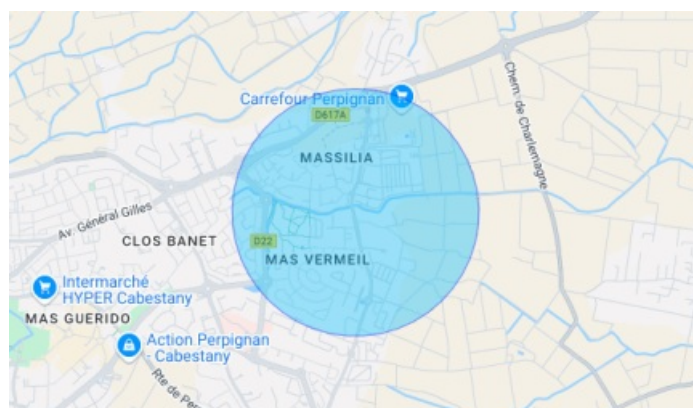 Carrefour Perpignan
D617A
MASSILIA
Chem. de Charlemagne
Av. Général Gilles
CLOS BANET
D22
MAS VERMEIL
Intermarché
HYPER Cabestany
MAS GUERIDO
Action Perpignan
- Cabestany
Rte de Per